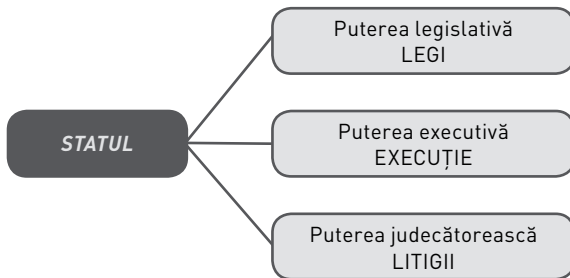 Puterea legislativă
LEGI
STATUL
Puterea executivă
EXECUȚIE
Puterea judecătorească
LITIGII